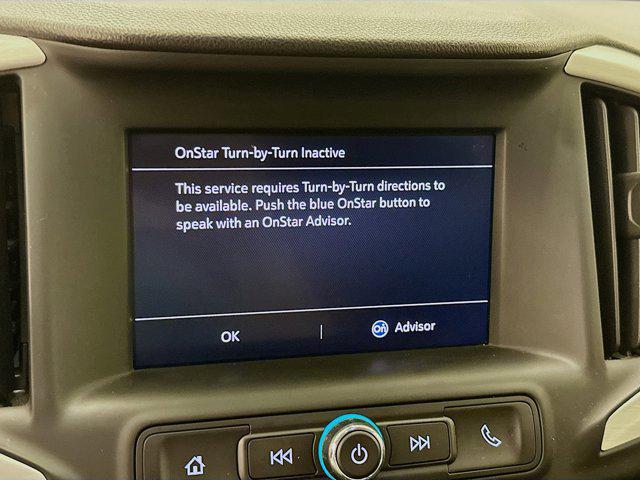 OnStar Turn-by-Turn Inactive
This service requires Turn-by-Turn directions to
be available. Push the blue OnStar button to
speak with an OnStar Advisor.
OK | On Advisor